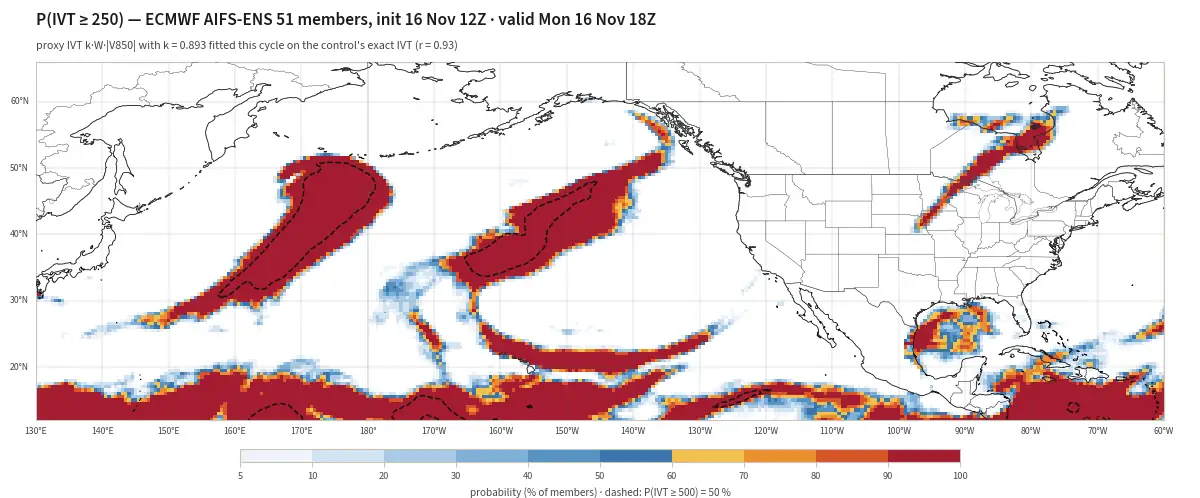 P(IVT ≥ 250) — ECMWF AIFS-ENS 51 members, init 16 Nov 12Z · valid Mon 16 Nov 18Z
proxy IVT k·W·|V850| with k = 0.893 fitted this cycle on the control's exact IVT (r = 0.93)
60°N
50°N
40°N
30°N
20°N
130°E 140°E 150°E 160°E 170°E 180° 170°W 160°W 150°W 140°W 130°W 120°W 110°W 100°W 90°W 80°W 70°W 60°W
5 10 20 30 40 50 60 70 80 90 100
probability (% of members) · dashed: P(IVT ≥ 500) = 50 %